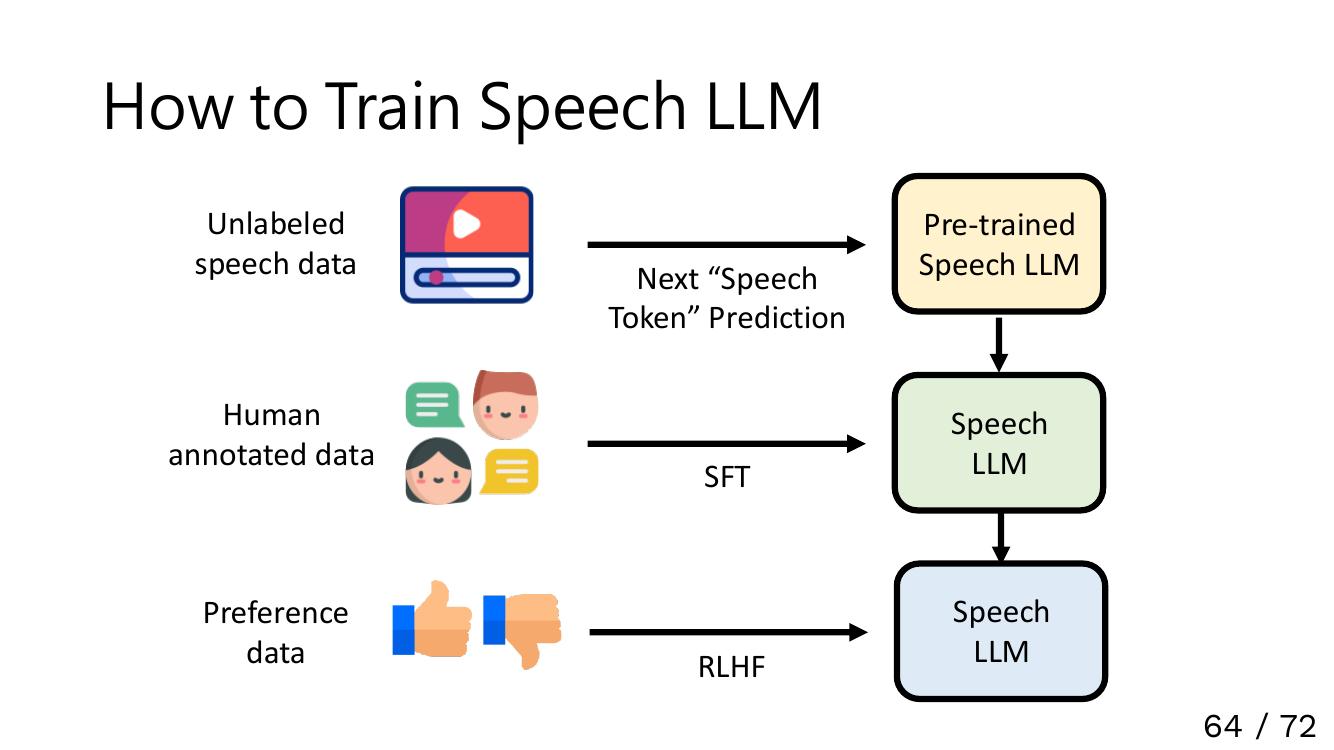 How to Train Speech LLM
Unlabeled
speech data
Next “Speech
Token” Prediction
Pre-trained
Speech LLM
Human
annotated data
SFT
Speech
LLM
Preference
data
RLHF
Speech
LLM
64 / 72